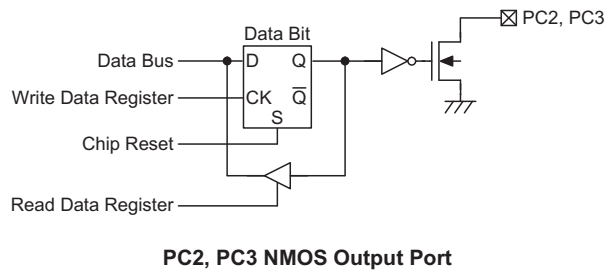 PC2, PC3
Data Bit
Data Bus
D
Q
Write Data Register
CK
Q̅
S
Chip Reset
Read Data Register
PC2, PC3 NMOS Output Port